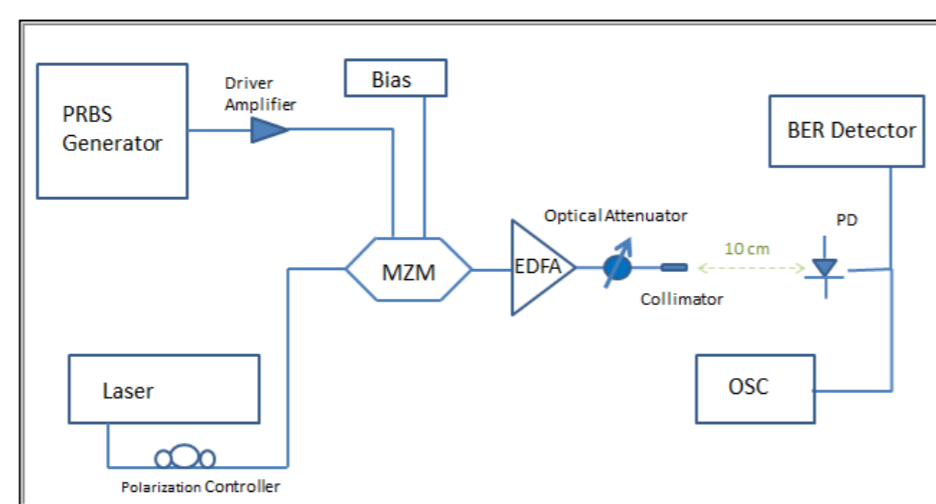 PRBS
Generator
Driver
Amplifier
Bias
BER Detector
MZM
EDFA
Optical Attenuator
Collimator
10 cm
PD
Laser
Polarization Controller
OSC